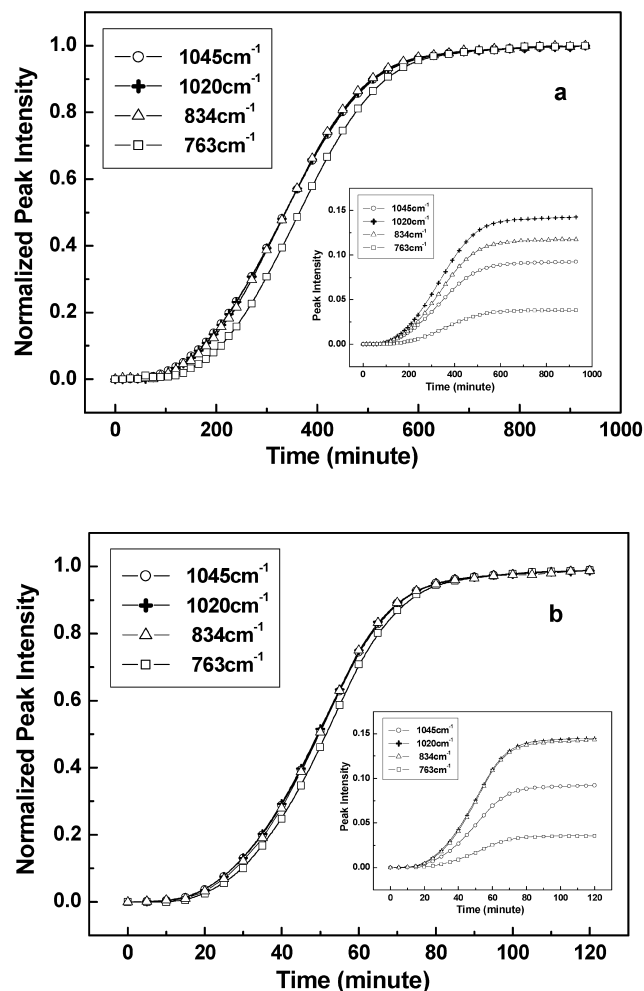 1.0
0.8
0.6
0.4
0.2
0.0
Normalized Peak Intensity
1045cm⁻¹
1020cm⁻¹
834cm⁻¹
763cm⁻¹
a
0.15
0.10
0.05
0.00
Peak Intensity
1045cm⁻¹
1020cm⁻¹
834cm⁻¹
763cm⁻¹
0 200 400 600 800 1000
Time (minute)
0 200 400 600 800 1000
Time (minute)
1.0
0.8
0.6
0.4
0.2
0.0
Normalized Peak Intensity
1045cm⁻¹
1020cm⁻¹
834cm⁻¹
763cm⁻¹
b
0.15
0.10
0.05
0.00
Peak Intensity
1045cm⁻¹
1020cm⁻¹
834cm⁻¹
763cm⁻¹
0 20 40 60 80 100 120
Time (minute)
0 20 40 60 80 100 120
Time (minute)